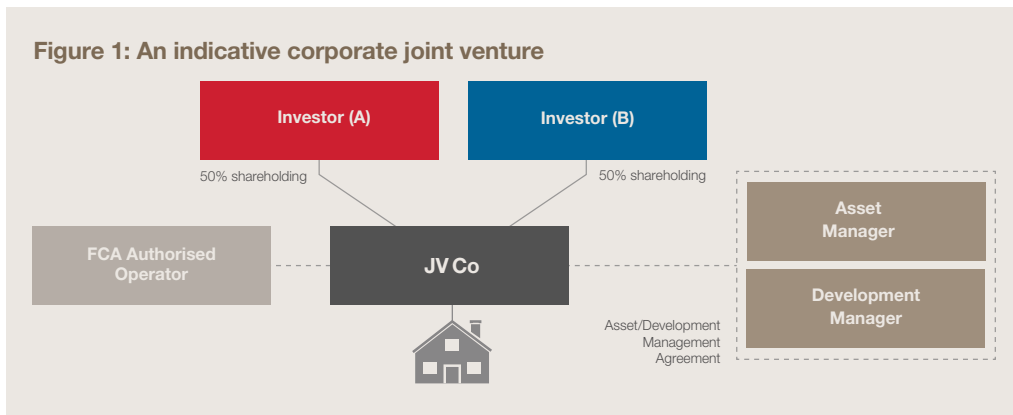 Figure 1: An indicative corporate joint venture
Investor (A)
Investor (B)
50% shareholding
50% shareholding
FCA Authorised
Operator
JV Co
Asset
Manager
Development
Manager
Asset/Development
Management
Agreement